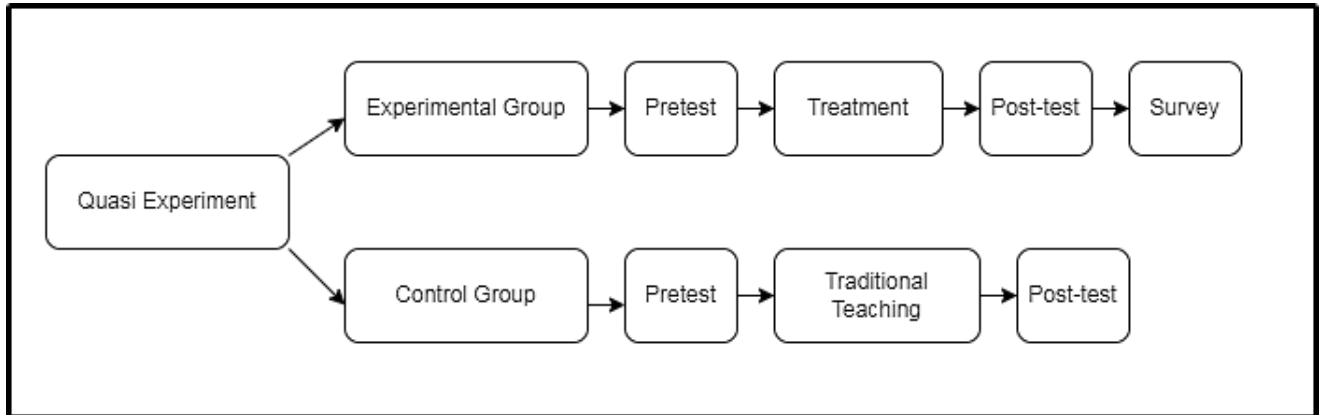 Experimental Group
Pretest
Treatment
Post-test
Survey
Quasi Experiment
Control Group
Pretest
Traditional
Teaching
Post-test